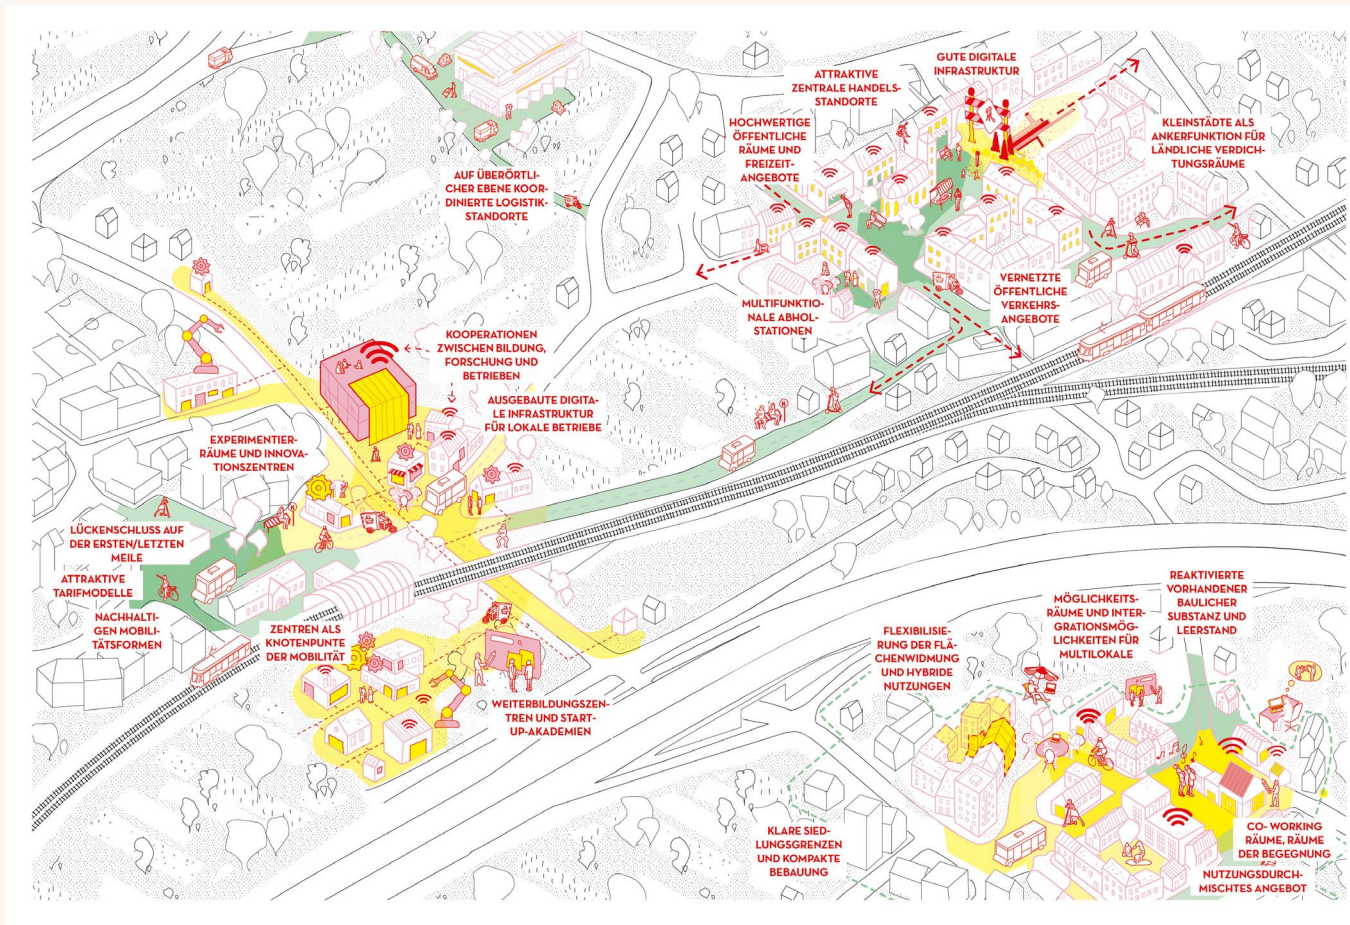 GUTE DIGITALE
INFRASTRUKTUR
ATTRAKTIVE
ZENTRALE HANDELS-
STANDORTE
HOCHWERTIGE
ÖFFENTLICHE
RÄUME UND
FREIZEIT-
ANGEBOTE
KLEINSTÄDTE ALS
ANKERFUNKTION FÜR
LÄNDLICHE VERDICH-
TUNGSRÄUME
AUF ÜBERÖRTLI-
CHER EBENE KOOR-
DINIERTE LOGISTIK-
STANDORTE
VERNETZTE
ÖFFENTLICHE
VERKEHRS-
ANGEBOTE
MULTIFUNKTIO-
NALE ABHOL-
STATIONEN
KOOPERATIONEN
ZWISCHEN BILDUNG,
FORSCHUNG UND
BETRIEBEN
AUSGEBAUTE DIGITA-
LE INFRASTRUKTUR
FÜR LOKALE BETRIEBE
EXPERIMENTIER-
RÄUME UND INNOVA-
TIONSZENTREN
LÜCKENSCHLUSS AUF
DER ERSTEN/LETZTEN
MEILE
ATTRAKTIVE
TARIFMODELLE
NACHHALTI-
GEN MOBILI-
TÄTSFORMEN
ZENTREN ALS
KNOTENPUNTE
DER MOBILITÄT
WEITERBILDUNGSZEN-
TREN UND START-
UP-AKADEMIEN
REAKTIVIERTE
VORHANDENER
BAULICHER
SUBSTANZ UND
LEERSTAND
MÖGLICHKEITS-
RÄUME UND INTER-
GRATIONSMÖG-
LICHKEITEN FÜR
MULTILOKALE
FLEXIBILISIE-
RUNG DER FLÄ-
CHENWIDMUNG
UND HYBRIDE
NUTZUNGEN
KLARE SIED-
LUNGSGRENZEN
UND KOMPAKTE
BEBAUUNG
CO- WORKING
RÄUME, RÄUME
DER BEGEGNUNG
NUTZUNGSDURCH-
MISCHTES ANGEBOT